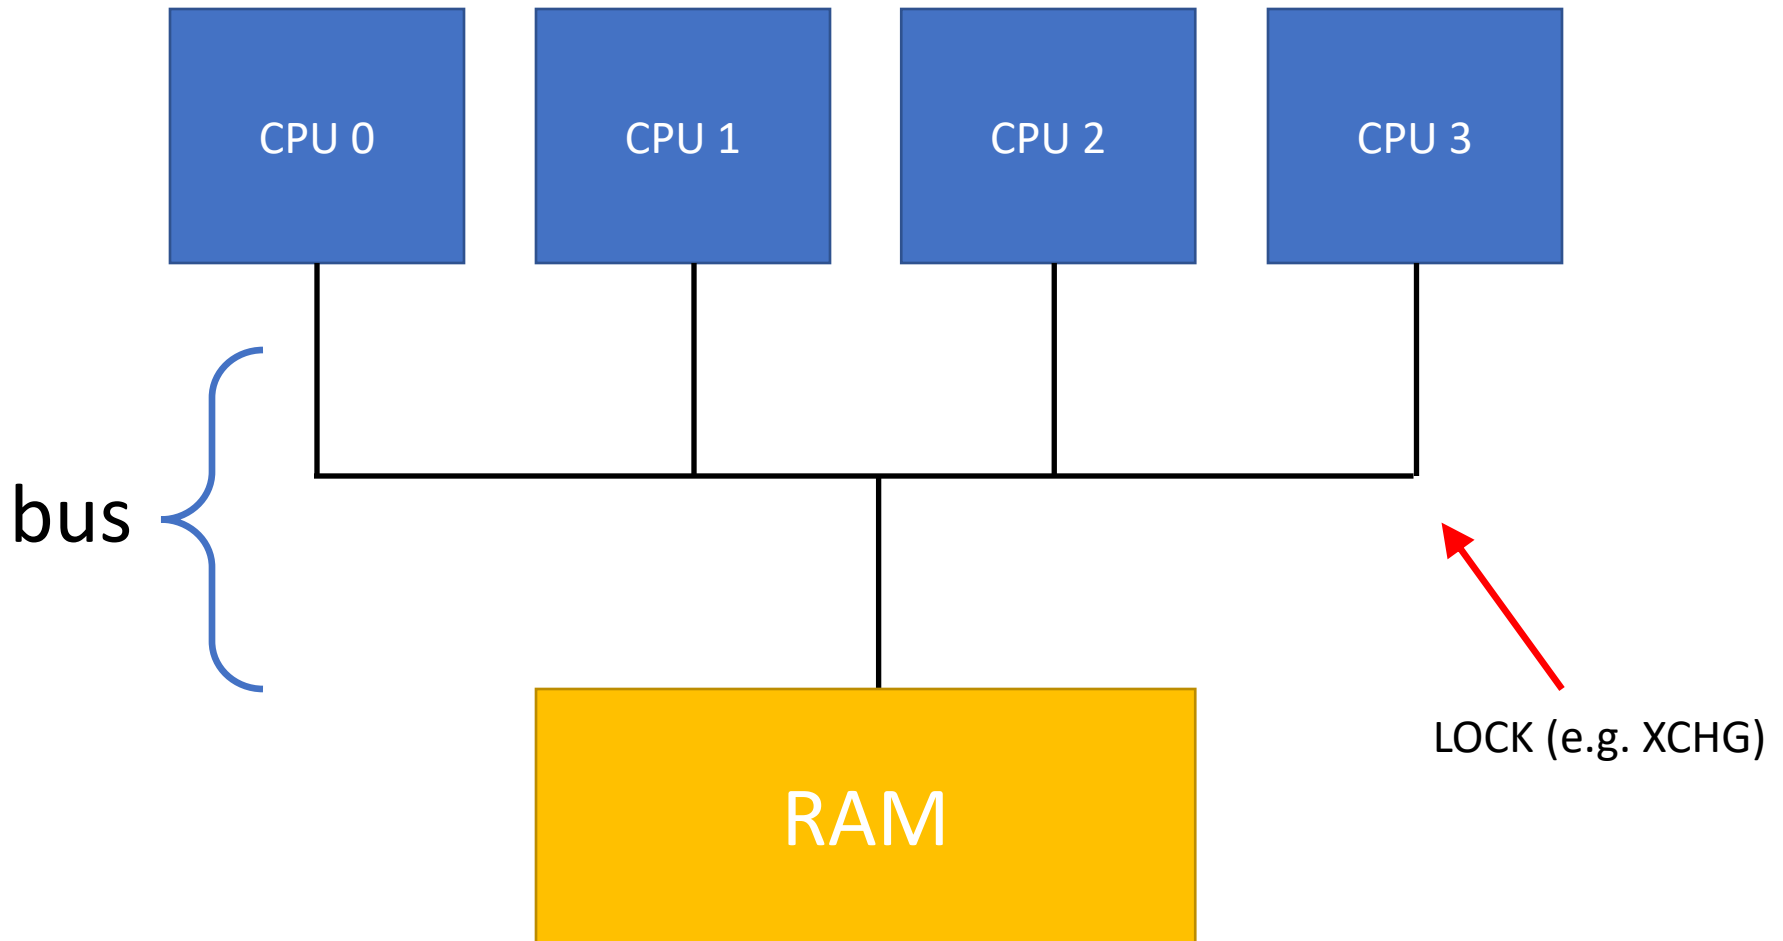 CPU 0
CPU 1
CPU 2
CPU 3
bus
LOCK (e.g. XCHG)
RAM